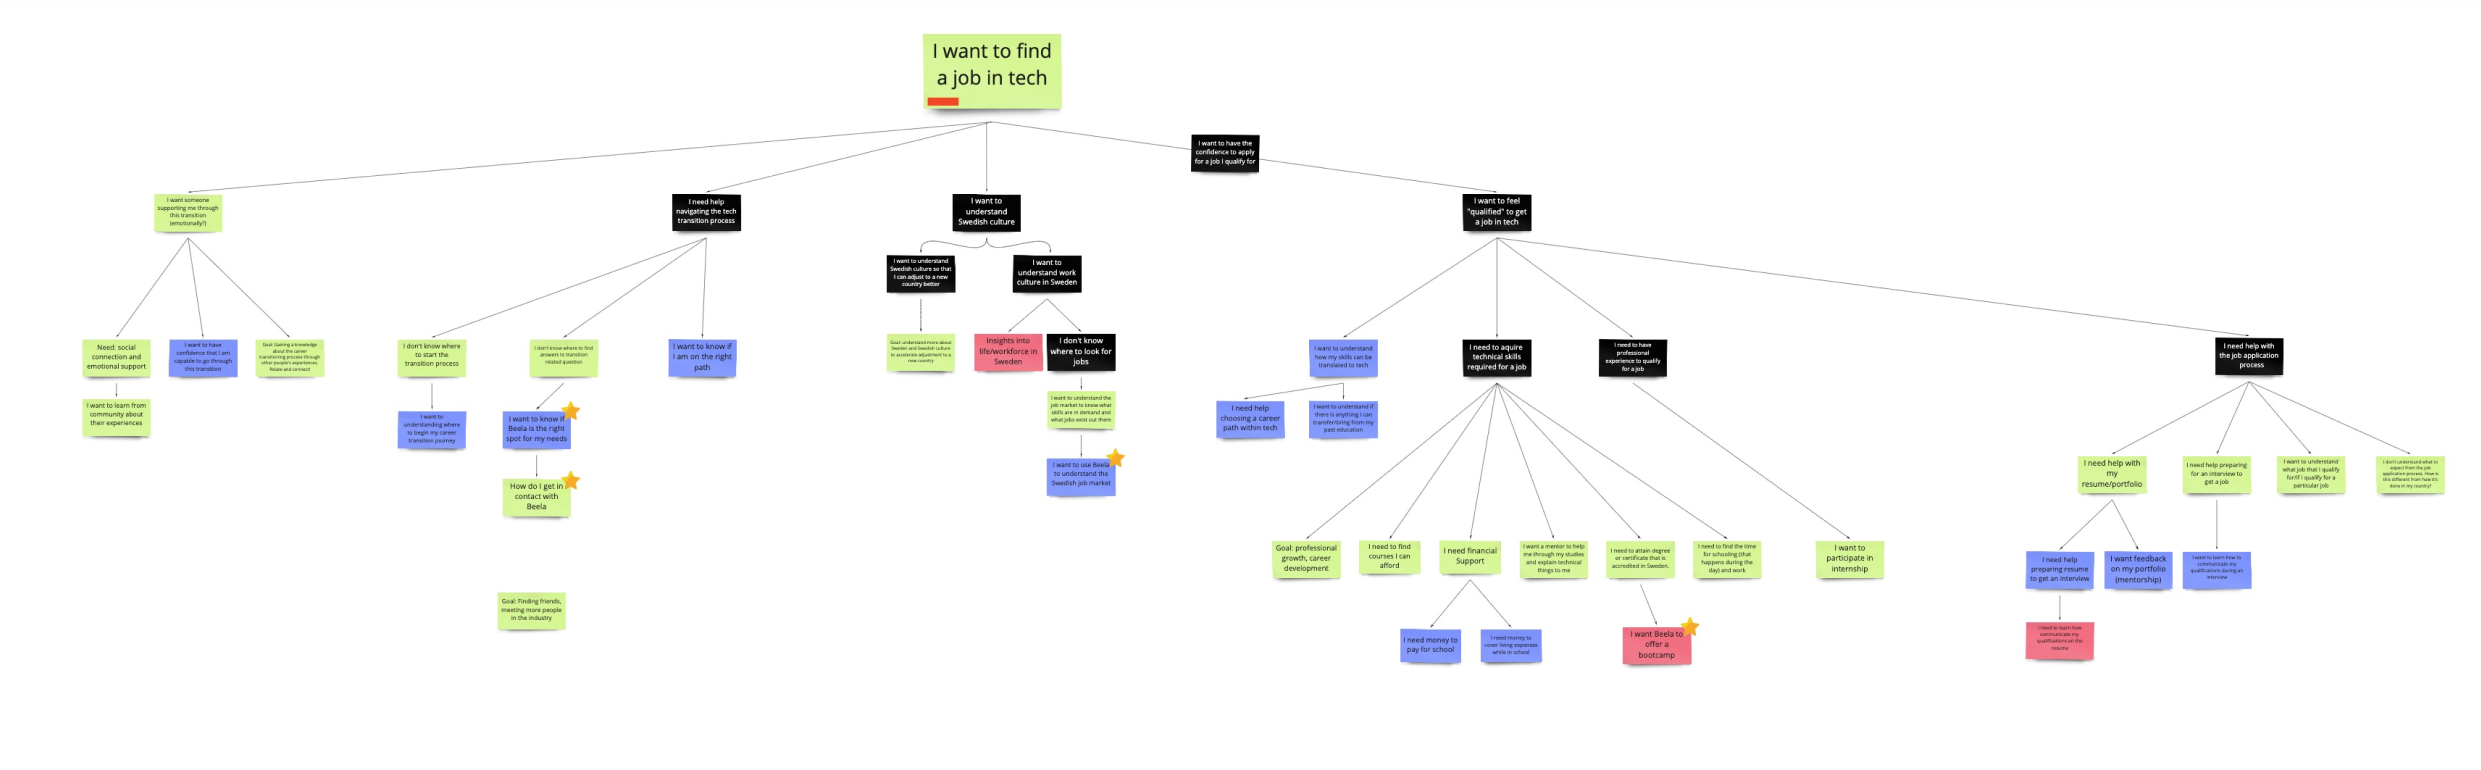 I want to find
a job in tech
I want to have the
confidence to apply
for a job I qualify for
I want someone
supporting me through
this transition
(emotionally?)
I need help
navigating the tech
transition process
I want to
understand
Swedish culture
I want to feel
"qualified" to get
a job in tech
I want to understand
Swedish culture so that
I can adjust to a new
country better
I want to
understand work
culture in Sweden
Need: social
connection and
emotional support
I want to have
confidence that I am
capable to go through
this transition
Goal: Gaining a knowledge
about the career
transitioning process through
other people's experiences.
Relate and connect!
I don't know where
to start the
transition process
I don't know where to find
answers to transition
related question
I want to know if
I am on the right
path
Goal: understand more about
Sweden and Swedish culture
to accelerate adjustment to a
new country
Insights into
life/workforce in
Sweden
I don't know
where to look for
jobs
I want to understand
how my skills can be
translated to tech
I need to aquire
technical skills
required for a job
I need to have
professional
experience to qualify
for a job
I need help with
the job application
process
I want to learn from
community about
their experiences
I want to
understanding where
to begin my career
transition journey
I want to know if
Beela is the right
spot for my needs
I want to understand the
job market to know what
skills are in demand and
what jobs exist out there
I need help
choosing a career
path within tech
I want to understand if
there is anything I can
transfer/bring from my
past education
How do I get in
contact with
Beela
I want to use Beela
to understand the
Swedish job market
I need help with
my
resume/portfolio
I need help preparing
for an interview to
get a job
I want to understand
what job that I qualify
for/If I qualify for a
particular job
I don't understand what to
expect from the job
application process. How is
this different from how it's
done in my country?
Goal: professional
growth, career
development
I need to find
courses I can
afford
I need financial
Support
I want a mentor to help
me through my studies
and explain technical
things to me
I need to attain degree
or certificate that is
accredited in Sweden.
I need to find the time
for schooling (that
happens during the
day) and work
I want to
participate in
internship
I need help
preparing resume
to get an interview
I want feedback
on my portfolio
(mentorship)
I want to learn how to
communicate my
qualifications during an
interview
Goal: Finding friends,
meeting more people
in the industry
I need money to
pay for school
I need money to
cover living expenses
while in school
I want Beela to
offer a
bootcamp
I need to learn how
communicate my
qualifications on the
resume